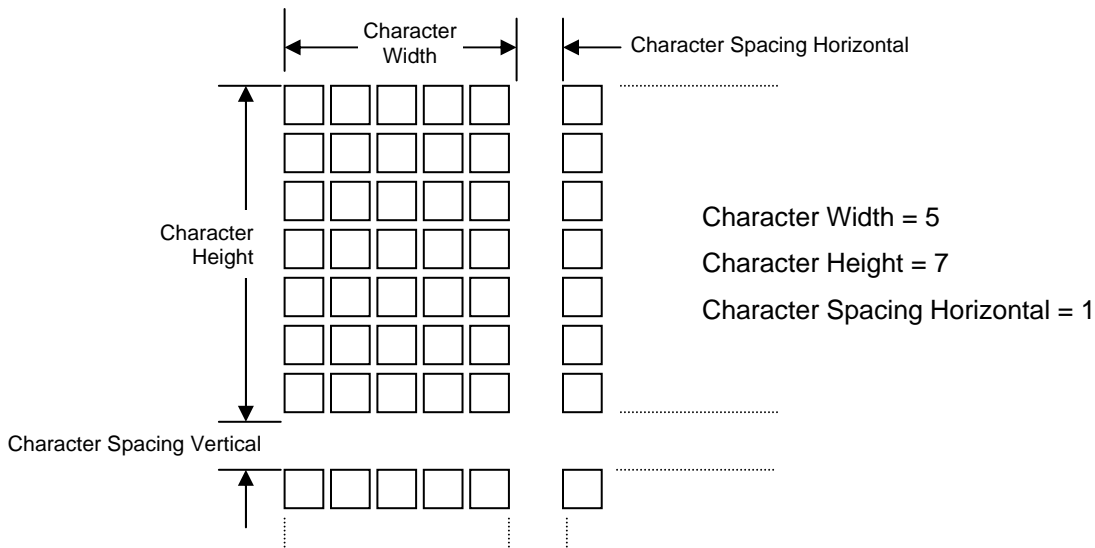 Character
Width
Character Spacing Horizontal
Character
Height
Character Width = 5
Character Height = 7
Character Spacing Horizontal = 1
Character Spacing Vertical